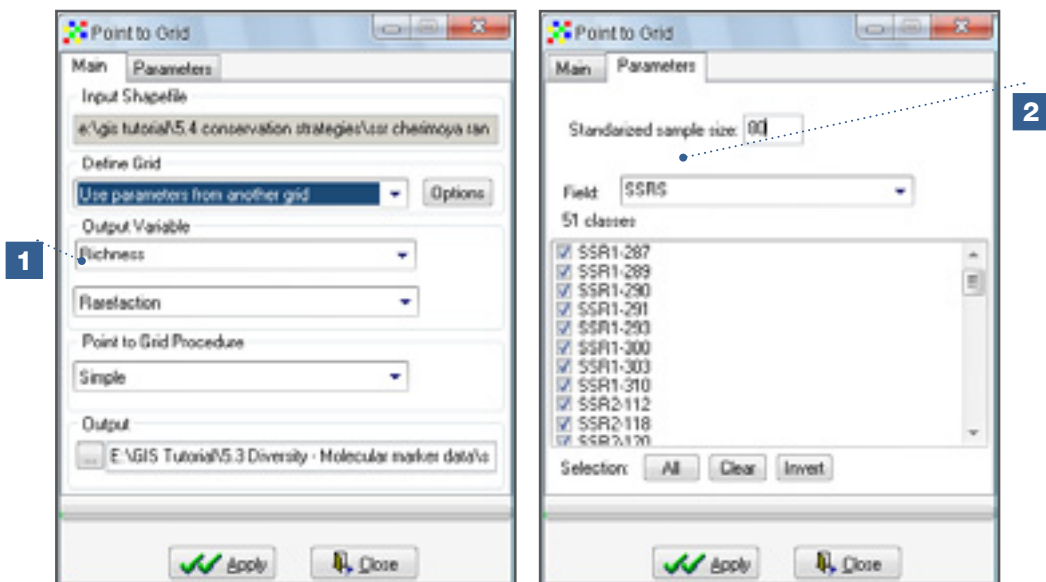 Point to Grid
Main Parameters
Input Shapefile
e:\gis tutorial\5.4 conservation strategies\ssr cherimoya ran
Define Grid
Use parameters from another grid
Options
Output Variable
1
Richness
Rarefaction
Point to Grid Procedure
Simple
Output
... E:\GIS Tutorial\5.3 Diversity - Molecular marker data\s
Apply Close
Point to Grid
Main Parameters
2
Standarized sample size:
Field: SSRS
51 classes
SSR1-287
SSR1-289
SSR1-290
SSR1-291
SSR1-293
SSR1-300
SSR1-303
SSR1-310
SSR2-112
SSR2-118
SSR2-120
Selection: All Clear Invert
Apply Close